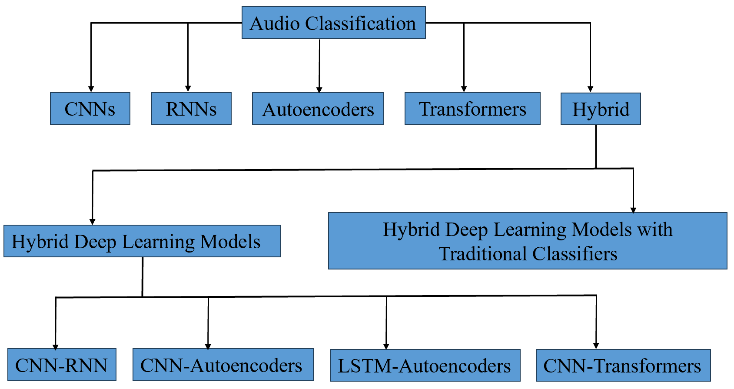 Audio Classification
CNNs
RNNs
Autoencoders
Transformers
Hybrid
Hybrid Deep Learning Models
Hybrid Deep Learning Models with
Traditional Classifiers
CNN-RNN
CNN-Autoencoders
LSTM-Autoencoders
CNN-Transformers